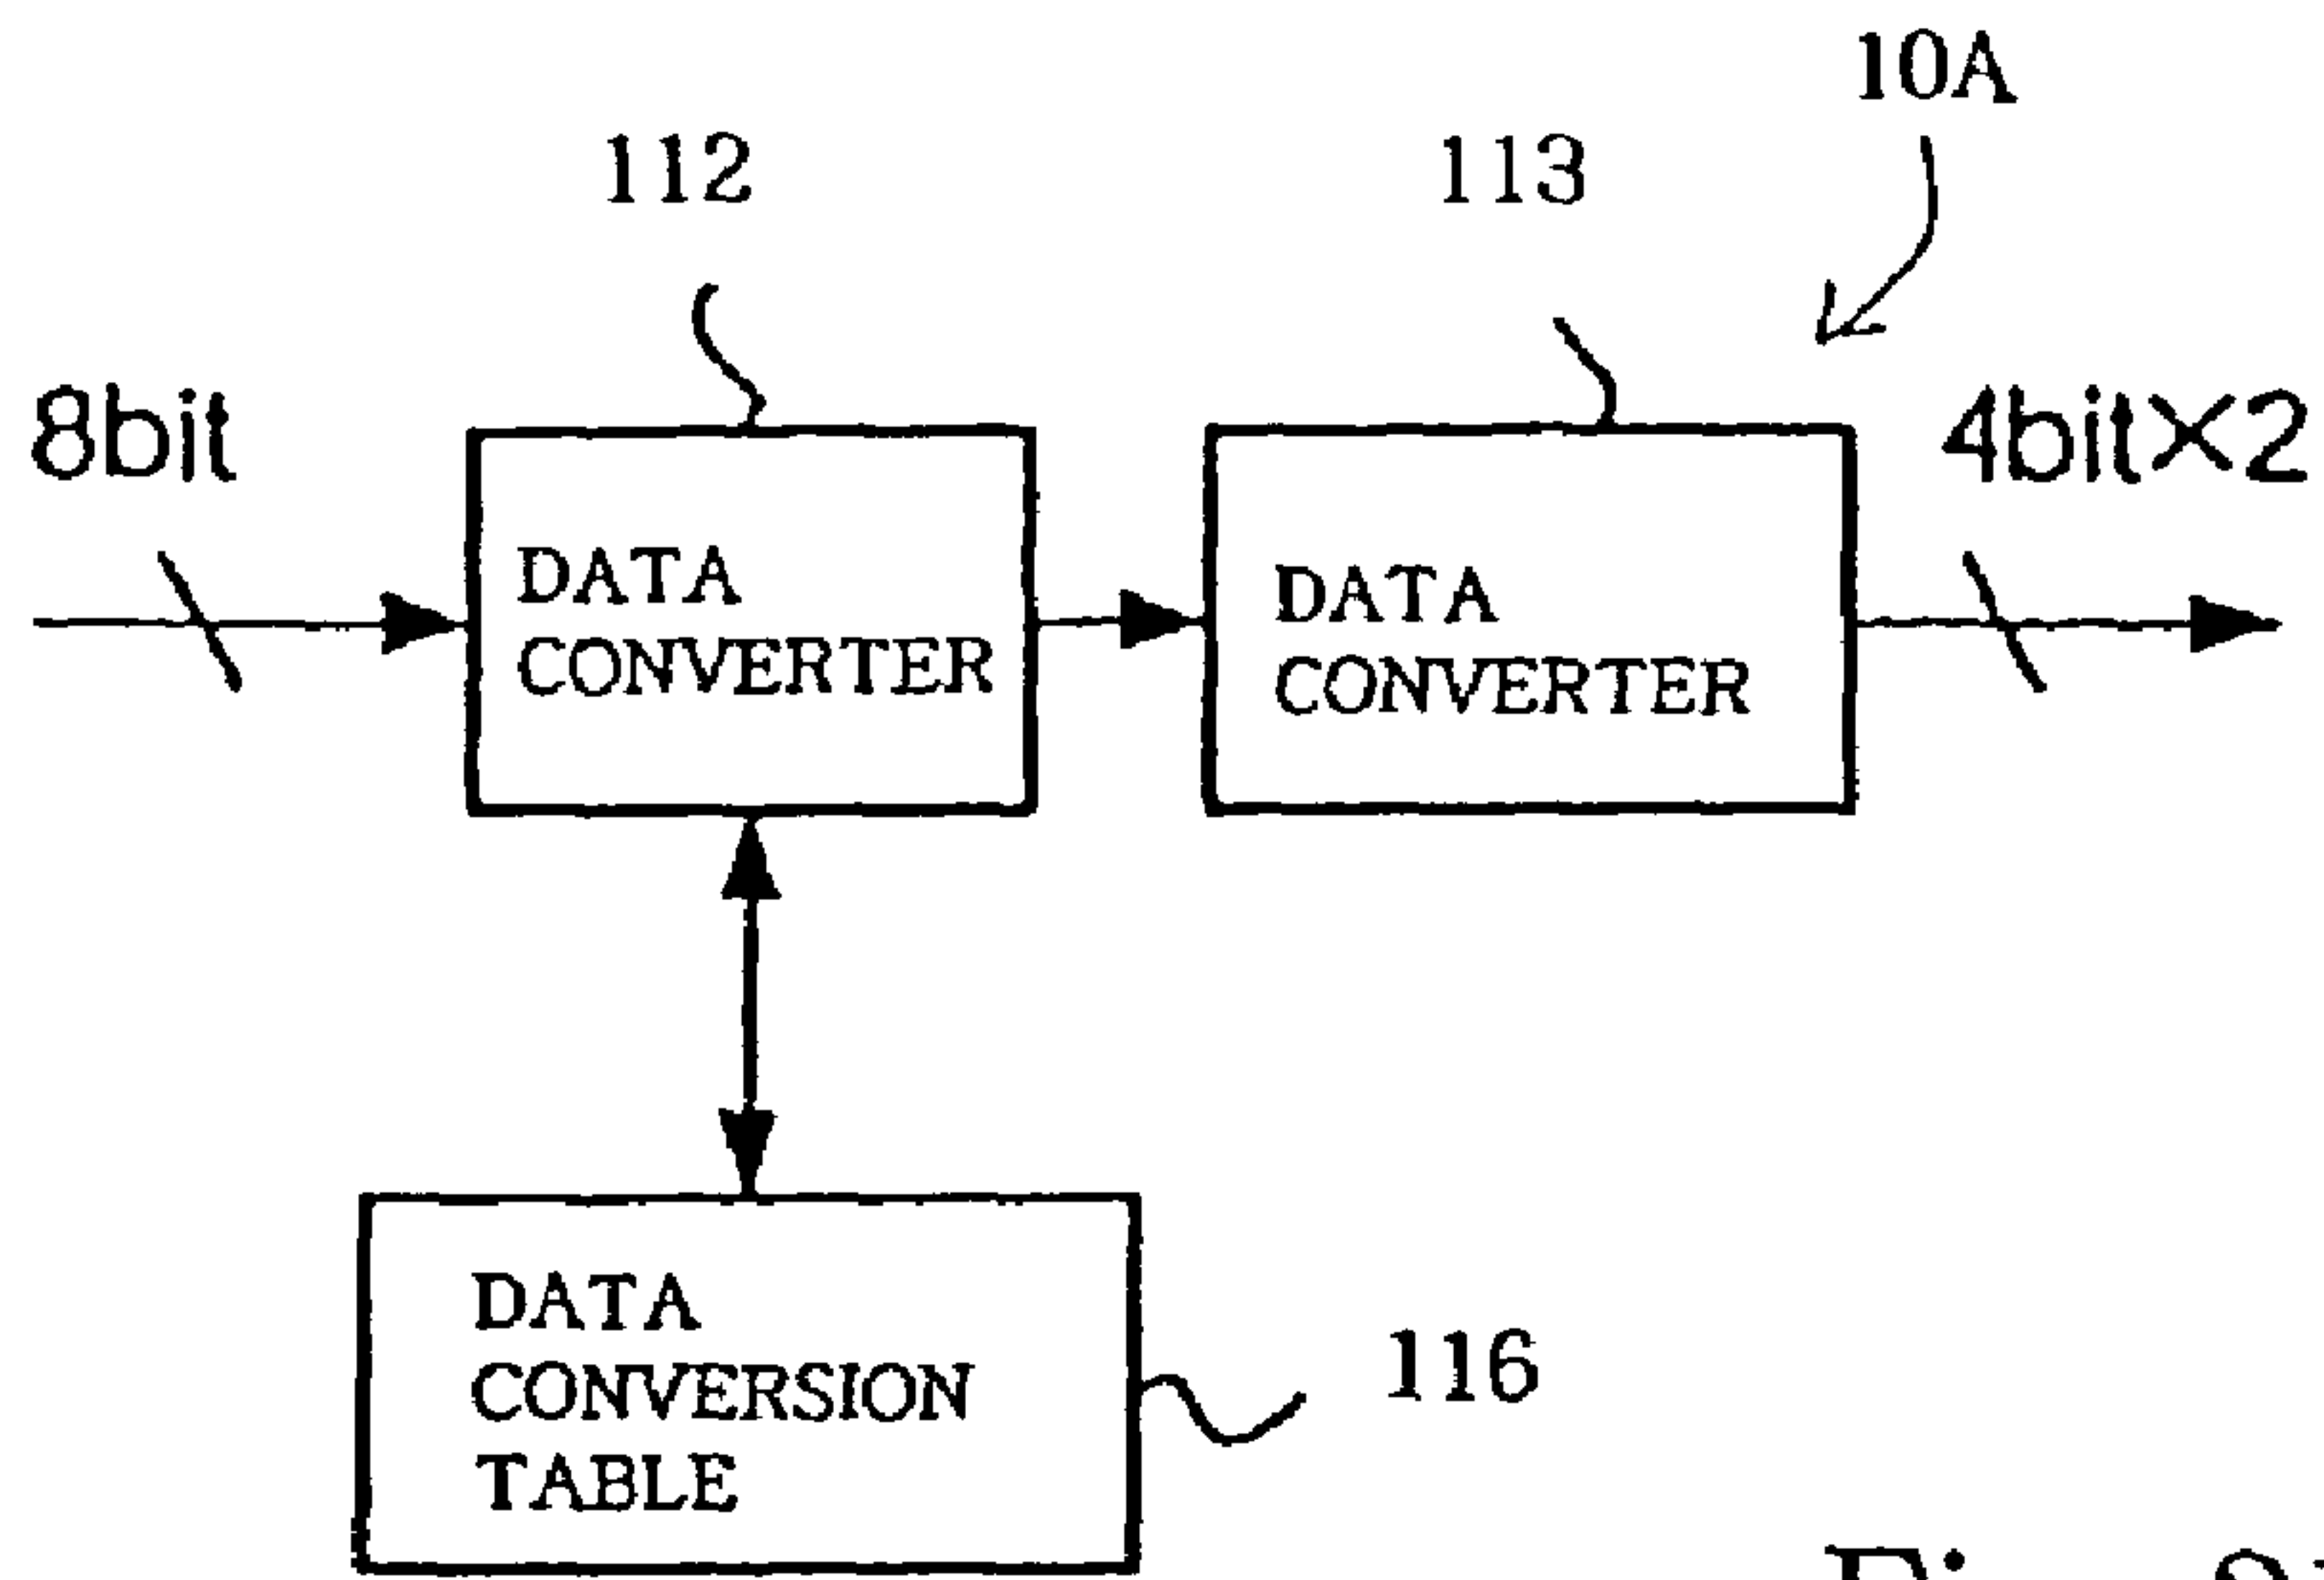 10A
112
113
8bit
4bit×2
DATA
CONVERTER
DATA
CONVERTER
DATA
CONVERSION
TABLE
116